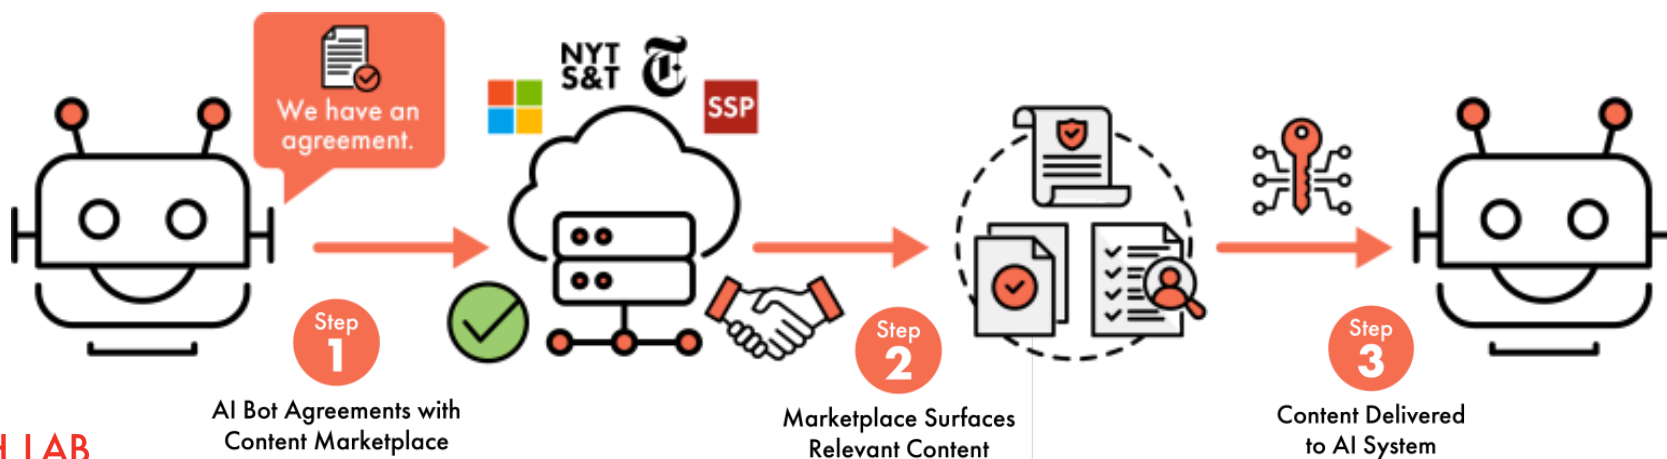 We have an
agreement.
NYT
S&T
T
SSP
Step
1
AI Bot Agreements with
Content Marketplace
Step
2
Marketplace Surfaces
Relevant Content
Step
3
Content Delivered
to AI System
LAB